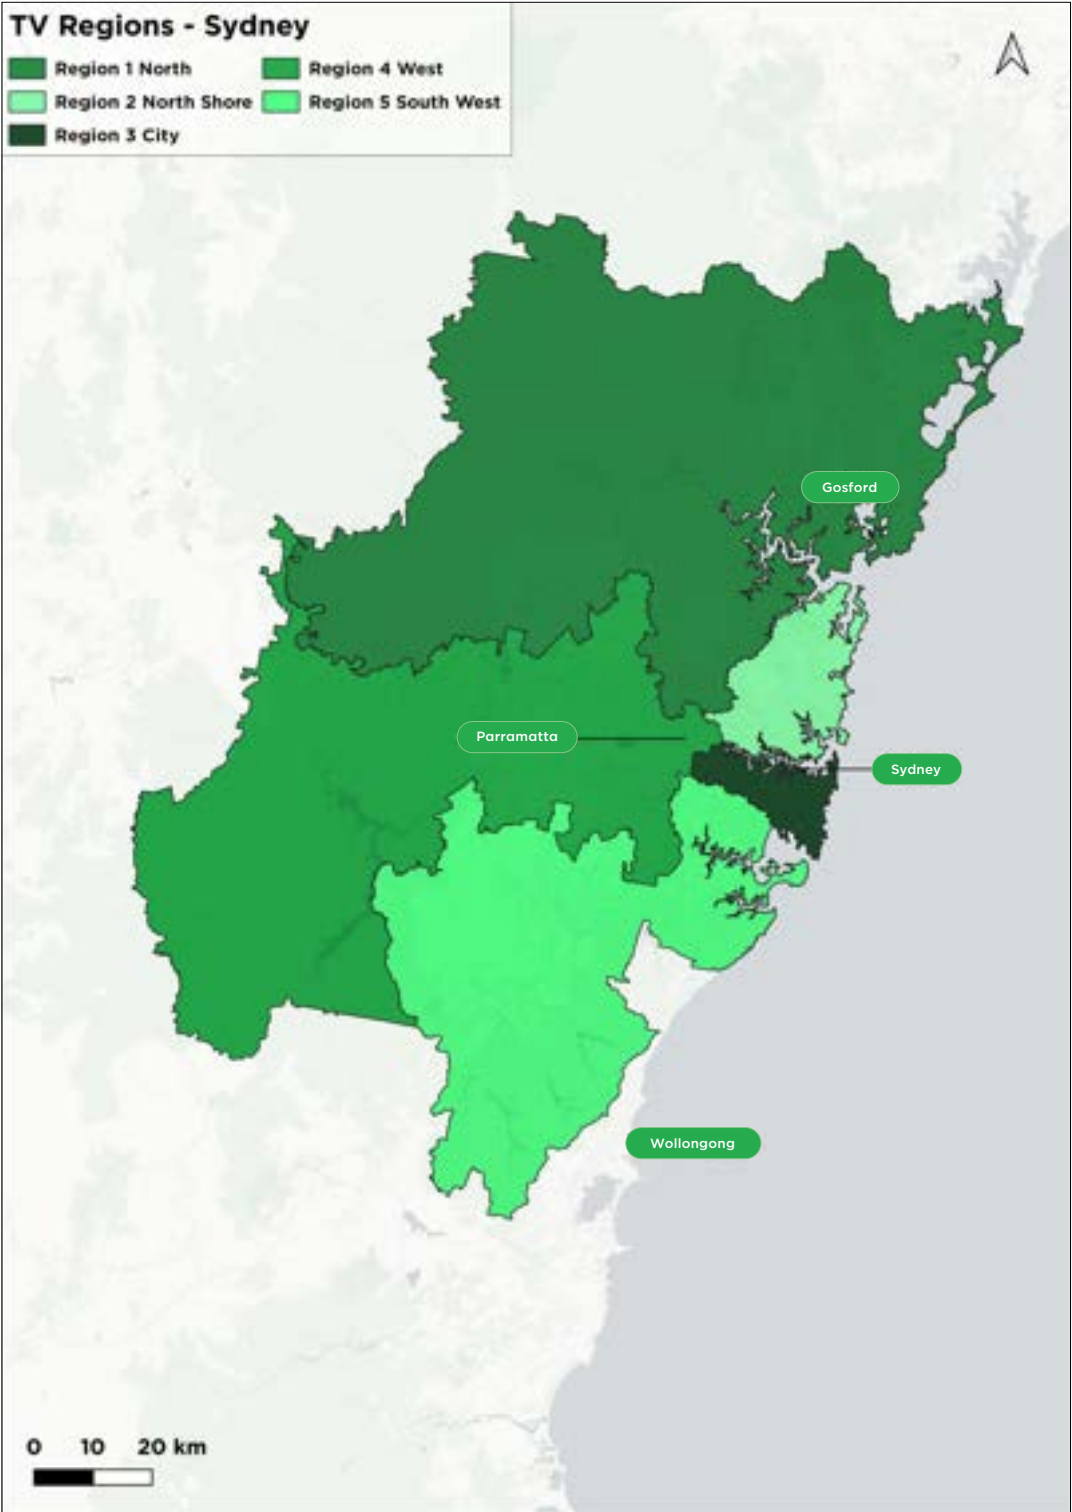 TV Regions - Sydney
Region 1 North
Region 4 West
Region 2 North Shore
Region 5 South West
Region 3 City
Gosford
Parramatta
Sydney
Wollongong
0 10 20 km